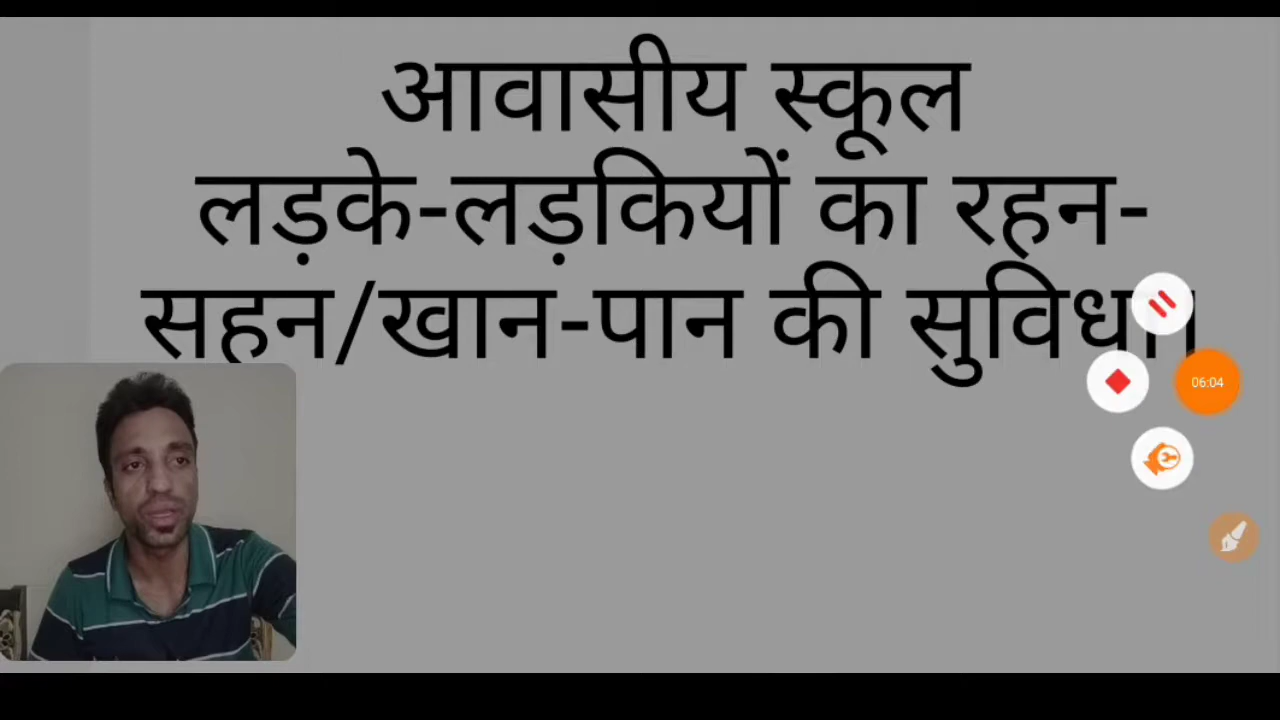 आवासीय स्कूल
लड़के-लड़कियों का रहन-
सहन/खान-पान की सुविधा।
06:04